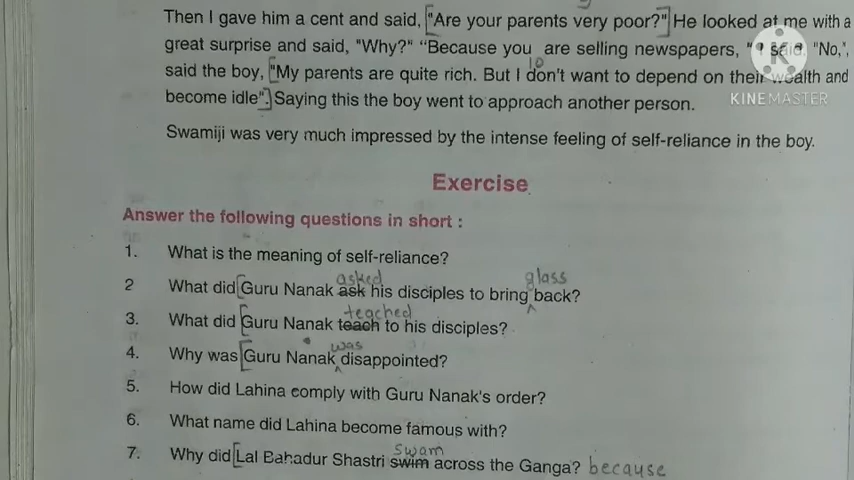 Then I gave him a cent and said, ["Are your parents very poor?"] He looked at me with a
great surprise and said, "Why?" "Because you are selling newspapers, " I said. "No,",
10
said the boy, ["My parents are quite rich. But I don't want to depend on their wealth and
KINEMASTER
become idle".] Saying this the boy went to approach another person.
Swamiji was very much impressed by the intense feeling of self-reliance in the boy.
Exercise
Answer the following questions in short :
1. What is the meaning of self-reliance?
asked glass
2 What did [Guru Nanak ask his disciples to bring back?
teached
3. What did [Guru Nanak teach to his disciples?
was
4. Why was [Guru Nanak disappointed?
5. How did Lahina comply with Guru Nanak's order?
6. What name did Lahina become famous with?
swam
7. Why did [Lal Bahadur Shastri swim across the Ganga? because